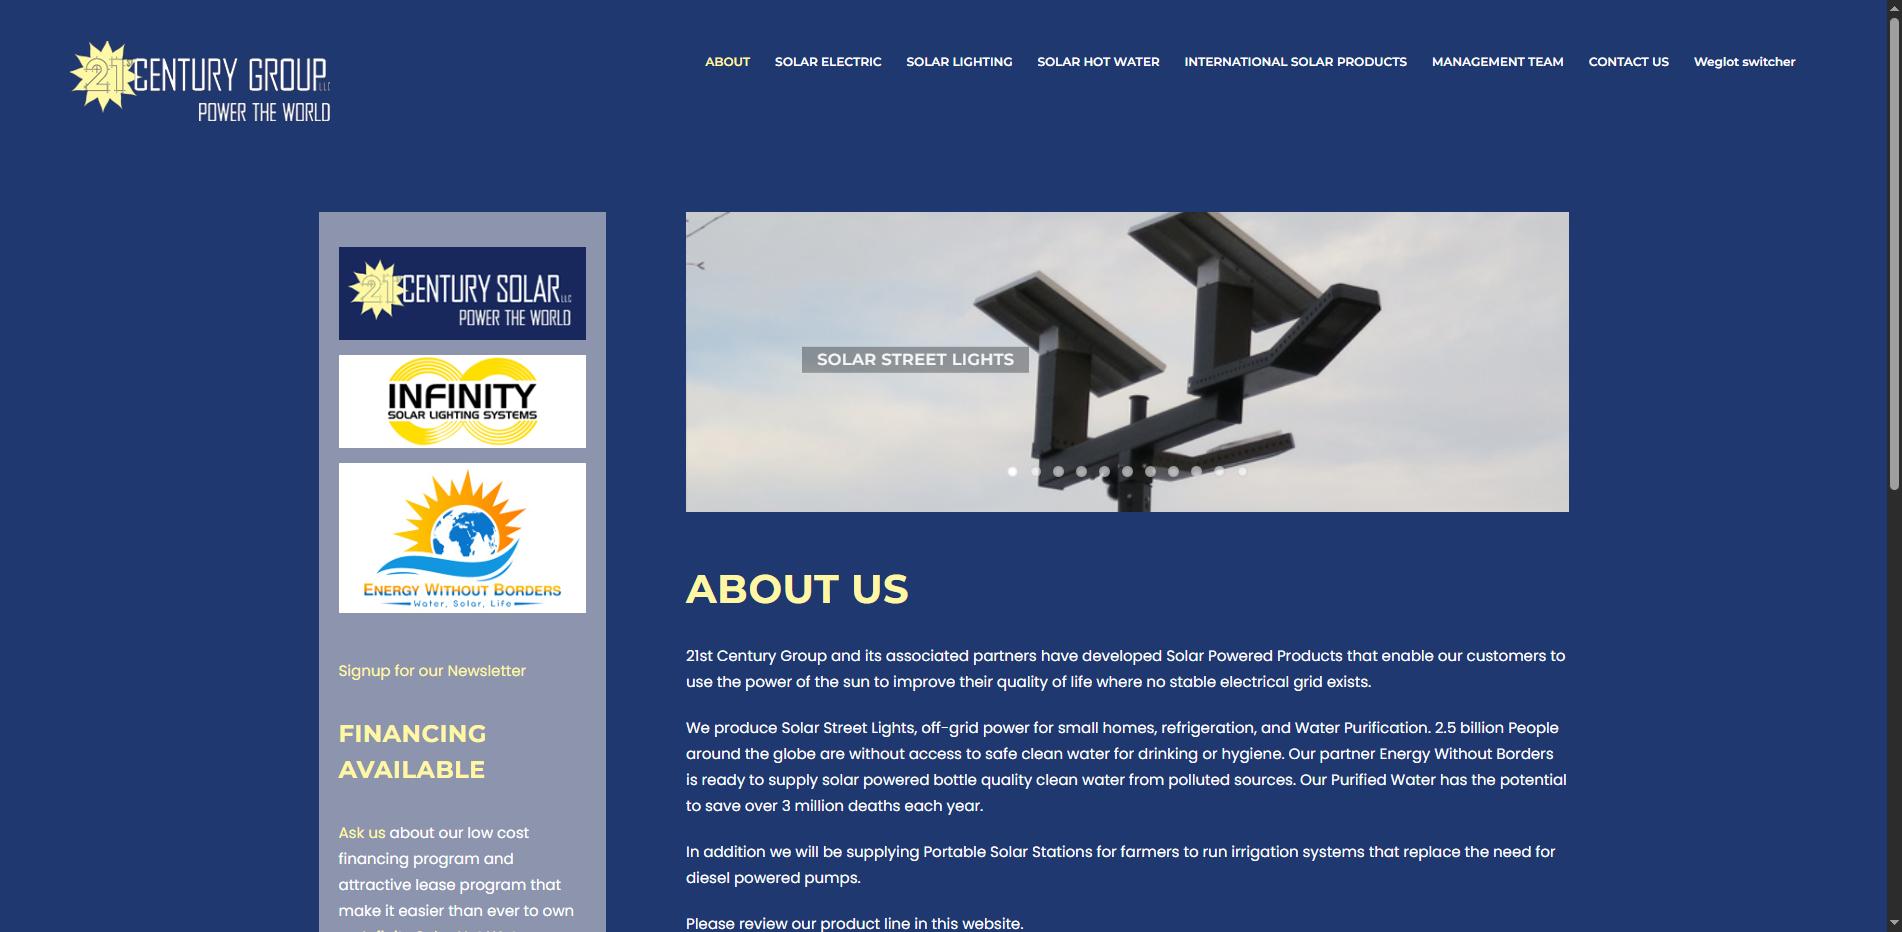 21st CENTURY GROUP LLC
POWER THE WORLD
ABOUT SOLAR ELECTRIC SOLAR LIGHTING SOLAR HOT WATER INTERNATIONAL SOLAR PRODUCTS MANAGEMENT TEAM CONTACT US Weglot switcher
21st CENTURY SOLAR LLC
POWER THE WORLD
INFINITY
SOLAR LIGHTING SYSTEMS
ENERGY WITHOUT BORDERS
Water, Solar, Life
Signup for our Newsletter
FINANCING
AVAILABLE
Ask us about our low cost
financing program and
attractive lease program that
make it easier than ever to own
SOLAR STREET LIGHTS
ABOUT US
21st Century Group and its associated partners have developed Solar Powered Products that enable our customers to
use the power of the sun to improve their quality of life where no stable electrical grid exists.
We produce Solar Street Lights, off-grid power for small homes, refrigeration, and Water Purification. 2.5 billion People
around the globe are without access to safe clean water for drinking or hygiene. Our partner Energy Without Borders
is ready to supply solar powered bottle quality clean water from polluted sources. Our Purified Water has the potential
to save over 3 million deaths each year.
In addition we will be supplying Portable Solar Stations for farmers to run irrigation systems that replace the need for
diesel powered pumps.
Please review our product line in this website.